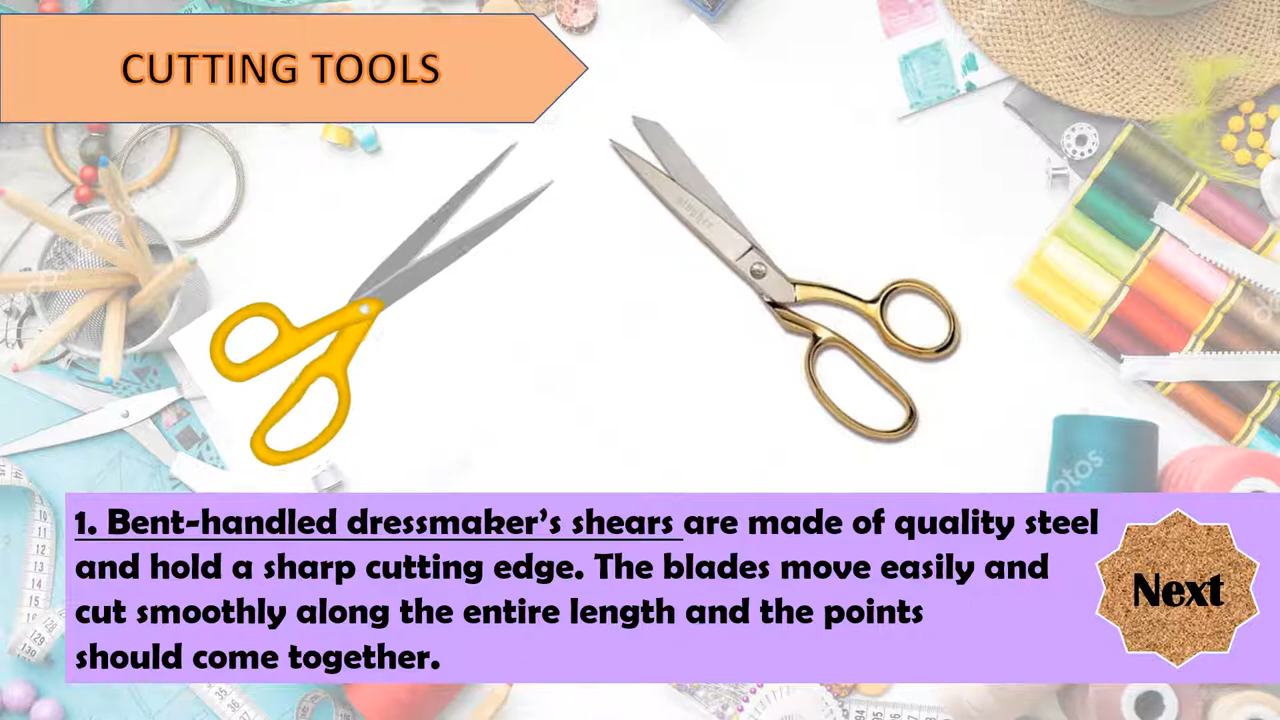 CUTTING TOOLS
1. Bent-handled dressmaker's shears are made of quality steel
and hold a sharp cutting edge. The blades move easily and
cut smoothly along the entire length and the points
should come together.
Next